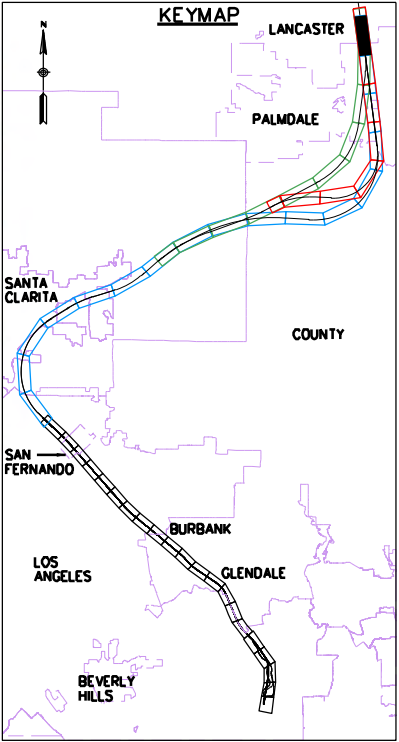 KEYMAP
N
LANCASTER
PALMDALE
SANTA
CLARITA
COUNTY
SAN
FERNANDO
BURBANK
LOS
ANGELES
GLENDALE
BEVERLY
HILLS